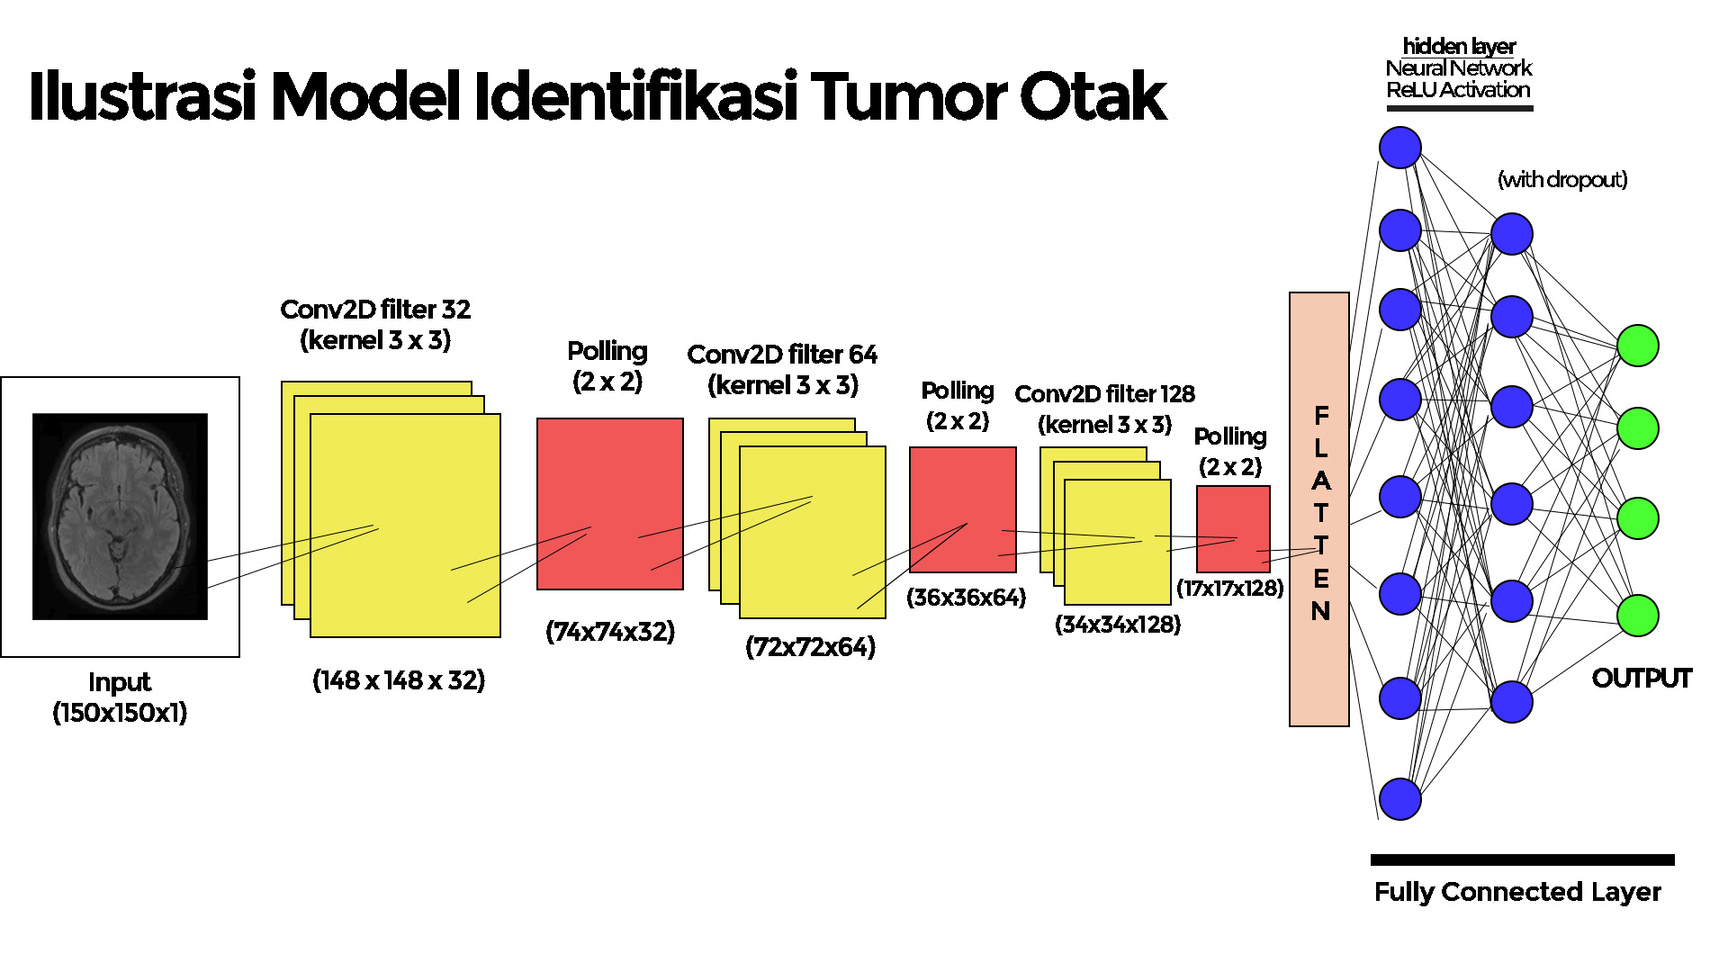 Ilustrasi Model Identifikasi Tumor Otak
hidden layer
Neural Network
ReLU Activation
(with dropout)
Conv2D filter 32
(kernel 3 x 3)
Polling
(2 x 2)
Conv2D filter 64
(kernel 3 x 3)
Polling
(2 x 2)
Conv2D filter 128
(kernel 3 x 3)
Polling
(2 x 2)
F
L
A
T
T
E
N
Input
(150x150x1)
(148 x 148 x 32)
(74x74x32)
(72x72x64)
(36x36x64)
(34x34x128)
(17x17x128)
OUTPUT
Fully Connected Layer